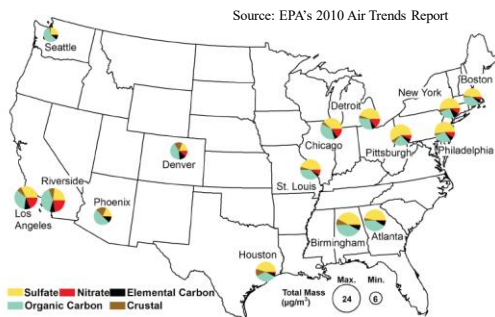 Source: EPA's 2010 Air Trends Report
Seattle
Boston
New York
Detroit
Chicago
Pittsburgh
Philadelphia
Denver
St. Louis
Riverside
Phoenix
Los
Angeles
Birmingham
Atlanta
Houston
Sulfate Nitrate Elemental Carbon
Organic Carbon Crustal
Total Mass
(µg/m³)
Max. Min.
24 6